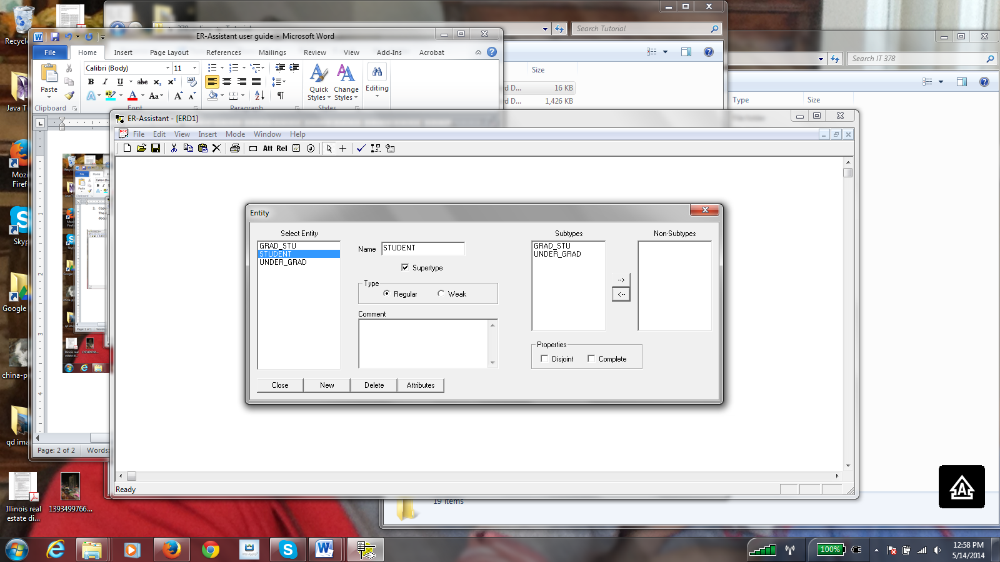 Recycle
Java T
Mozi
Firef
Skyp
Google
china-p
qd ima
Illinois real
estate di...
1393499766...
Search Tutorial
Size
rd D...
16 KB
rd D...
1,426 KB
Search IT 378
Type
Size
19 items
ER-Assistant user guide - Microsoft Word
File
Home
Insert
Page Layout
References
Mailings
Review
View
Add-Ins
Acrobat
Paste
Clipboard
Calibri (Body)
11
Font
Paragraph
Quick
Styles
Change
Styles
Styles
Editing
Page: 2 of 2
Words:
ER-Assistant - [ERD1]
File Edit View Insert Mode Window Help
Att Rel
Entity
Select Entity
GRAD_STU
STUDENT
UNDER_GRAD
Name
STUDENT
Supertype
Type
Regular
Weak
Comment
Subtypes
GRAD_STU
UNDER_GRAD
-->
<--
Non-Subtypes
Properties
Disjoint
Complete
Close
New
Delete
Attributes
Ready
100%
12:58 PM
5/14/2014